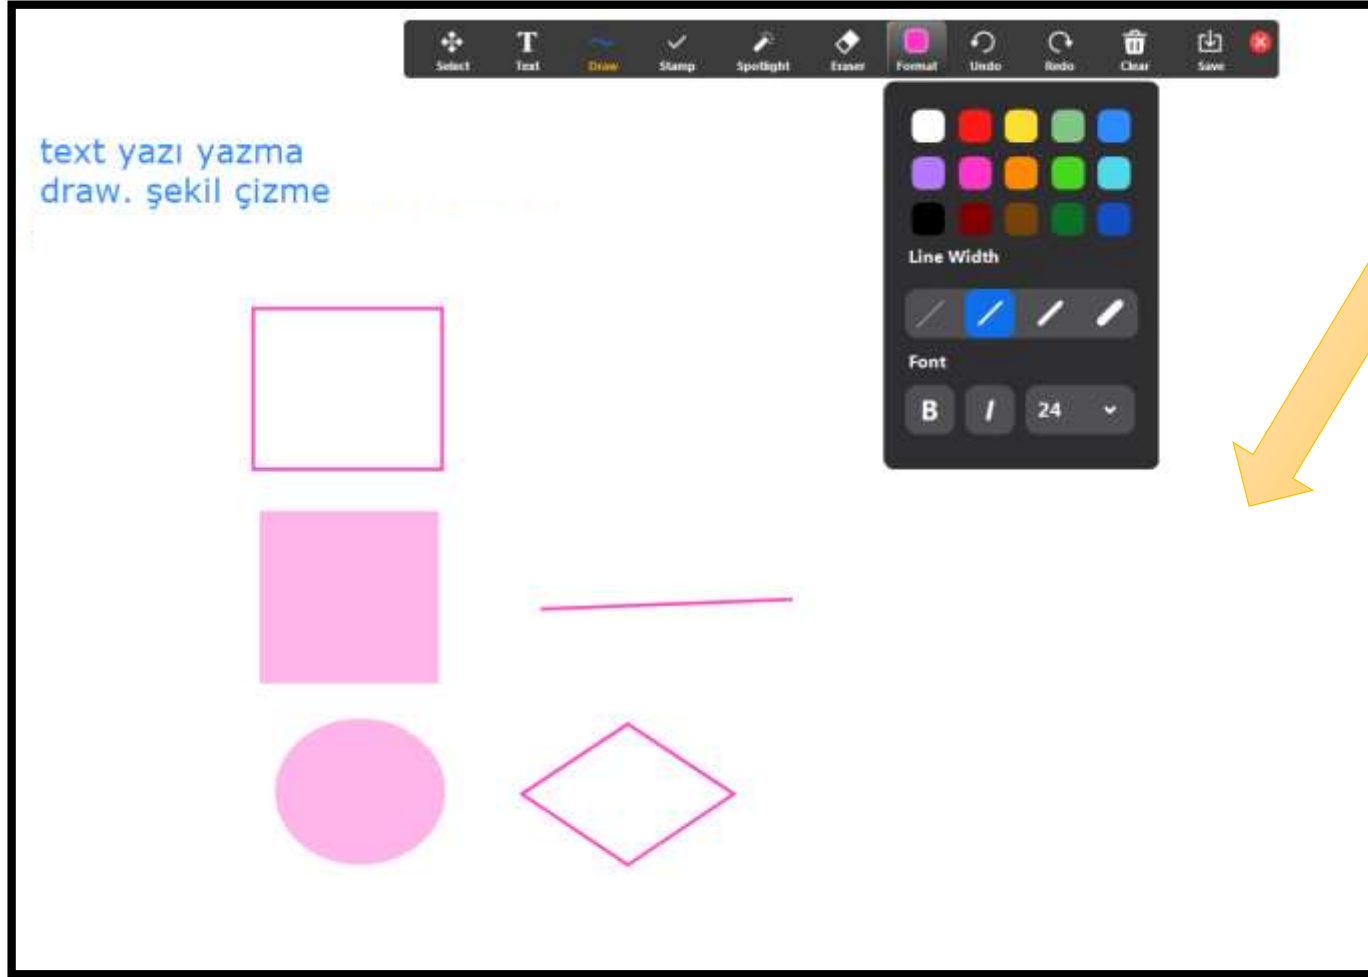 Select Text Draw Stamp Spotlight Eraser Format Undo Redo Clear Save
text yazı yazma
draw. şekil çizme
Line Width
Font
B I 24